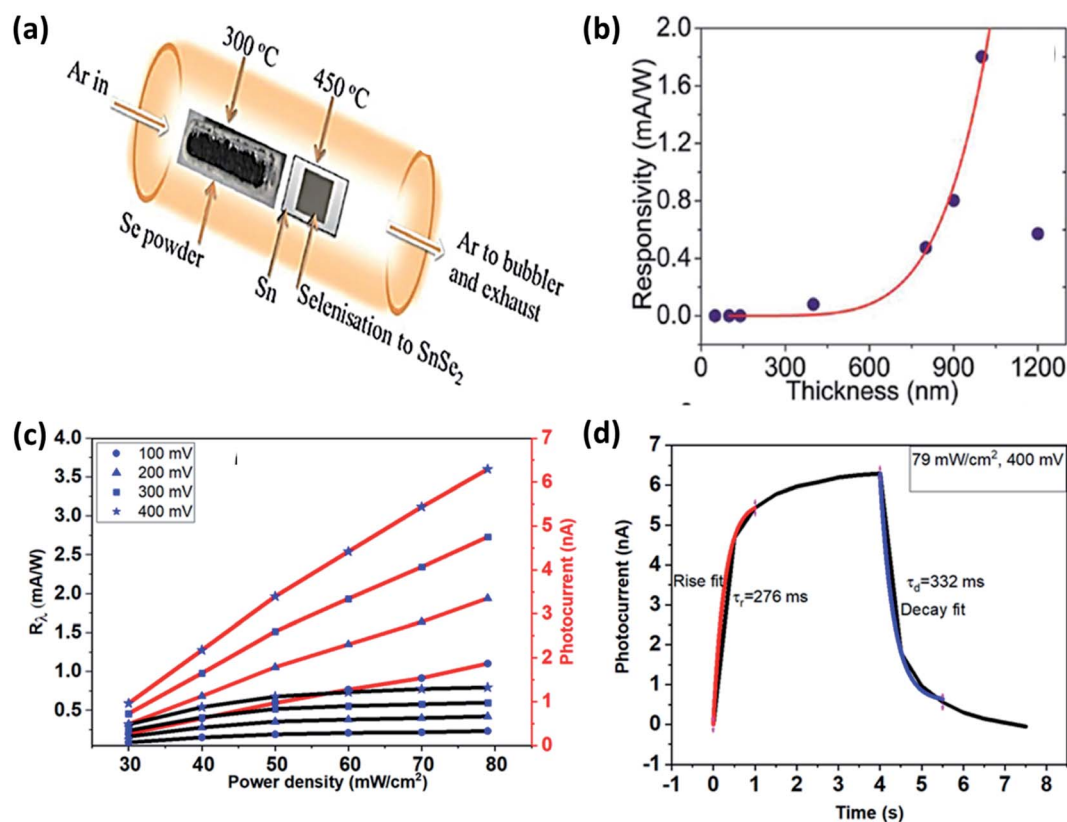 (a)
300 ºC
450 ºC
Ar in
Se powder
Sn
Selenisation to SnSe2
Ar to bubbler
and exhaust
(b)
2.0
1.6
1.2
0.8
0.4
0.0
Responsivity (mA/W)
0
300
600
900
1200
Thickness (nm)
(c)
4.0
3.5
3.0
2.5
2.0
1.5
1.0
0.5
Rλ (mA/W)
100 mV
200 mV
300 mV
400 mV
7
6
5
4
3
2
1
0
Photocurrent (nA)
30
40
50
60
70
80
Power density (mW/cm2)
(d)
7
6
5
4
3
2
1
0
-1
Photocurrent (nA)
79 mW/cm2, 400 mV
Rise fit
τr=276 ms
τd=332 ms
Decay fit
-1
0
1
2
3
4
5
6
7
8
Time (s)